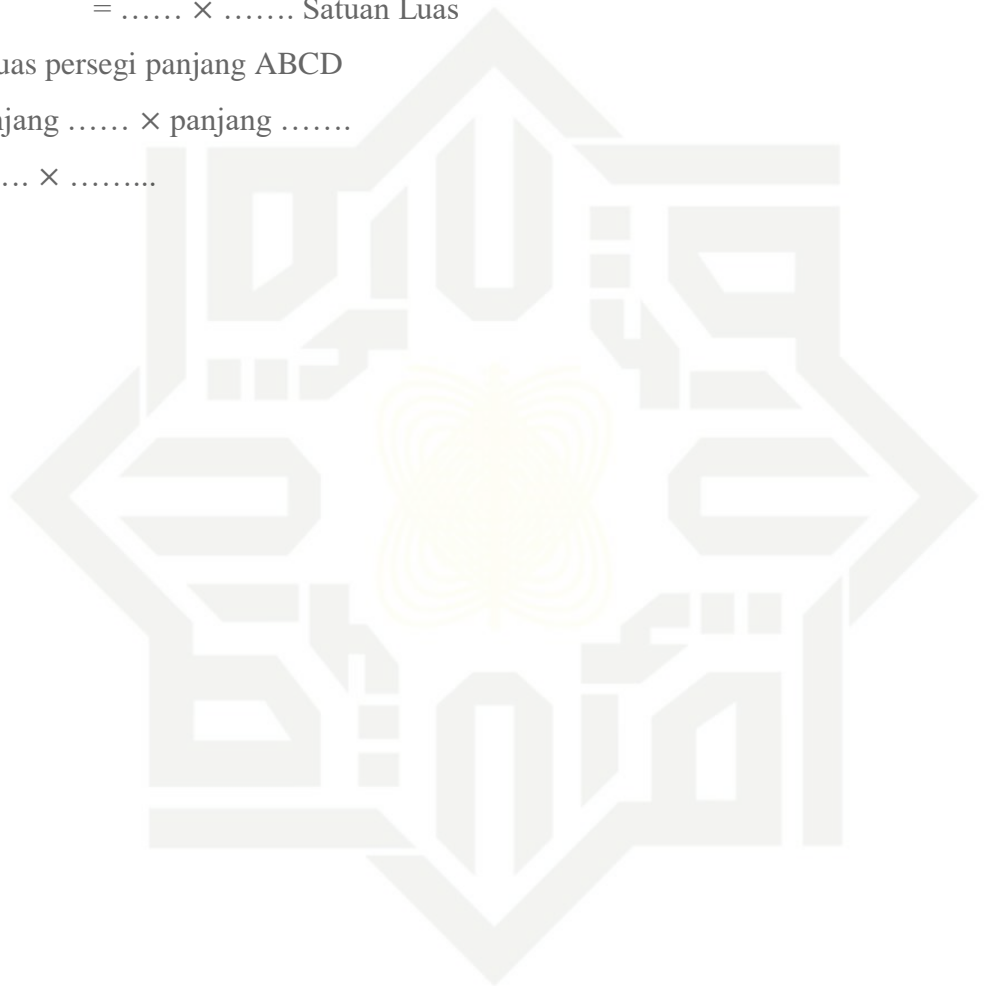 = …… × ……. Satuan Luas
uas persegi panjang ABCD
njang …… × panjang …….
…. × ……...